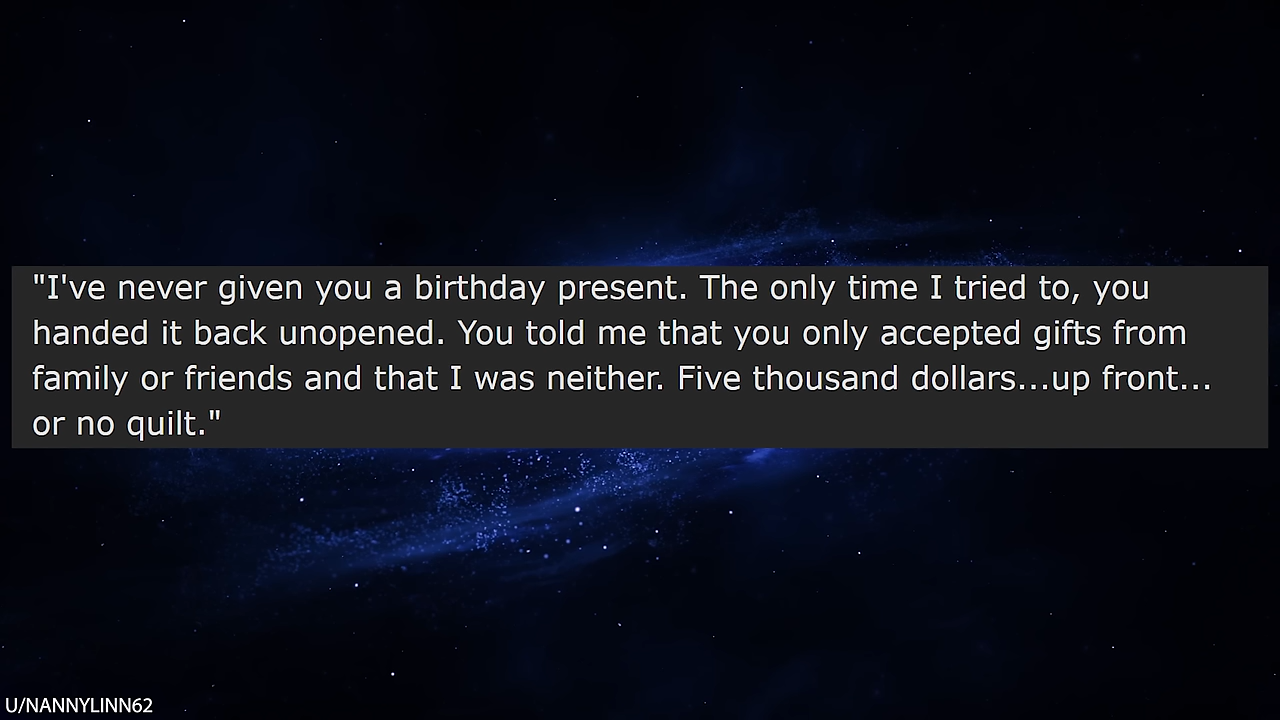 "I've never given you a birthday present. The only time I tried to, you
handed it back unopened. You told me that you only accepted gifts from
family or friends and that I was neither. Five thousand dollars...up front...
or no quilt."
U/NANNYLINN62